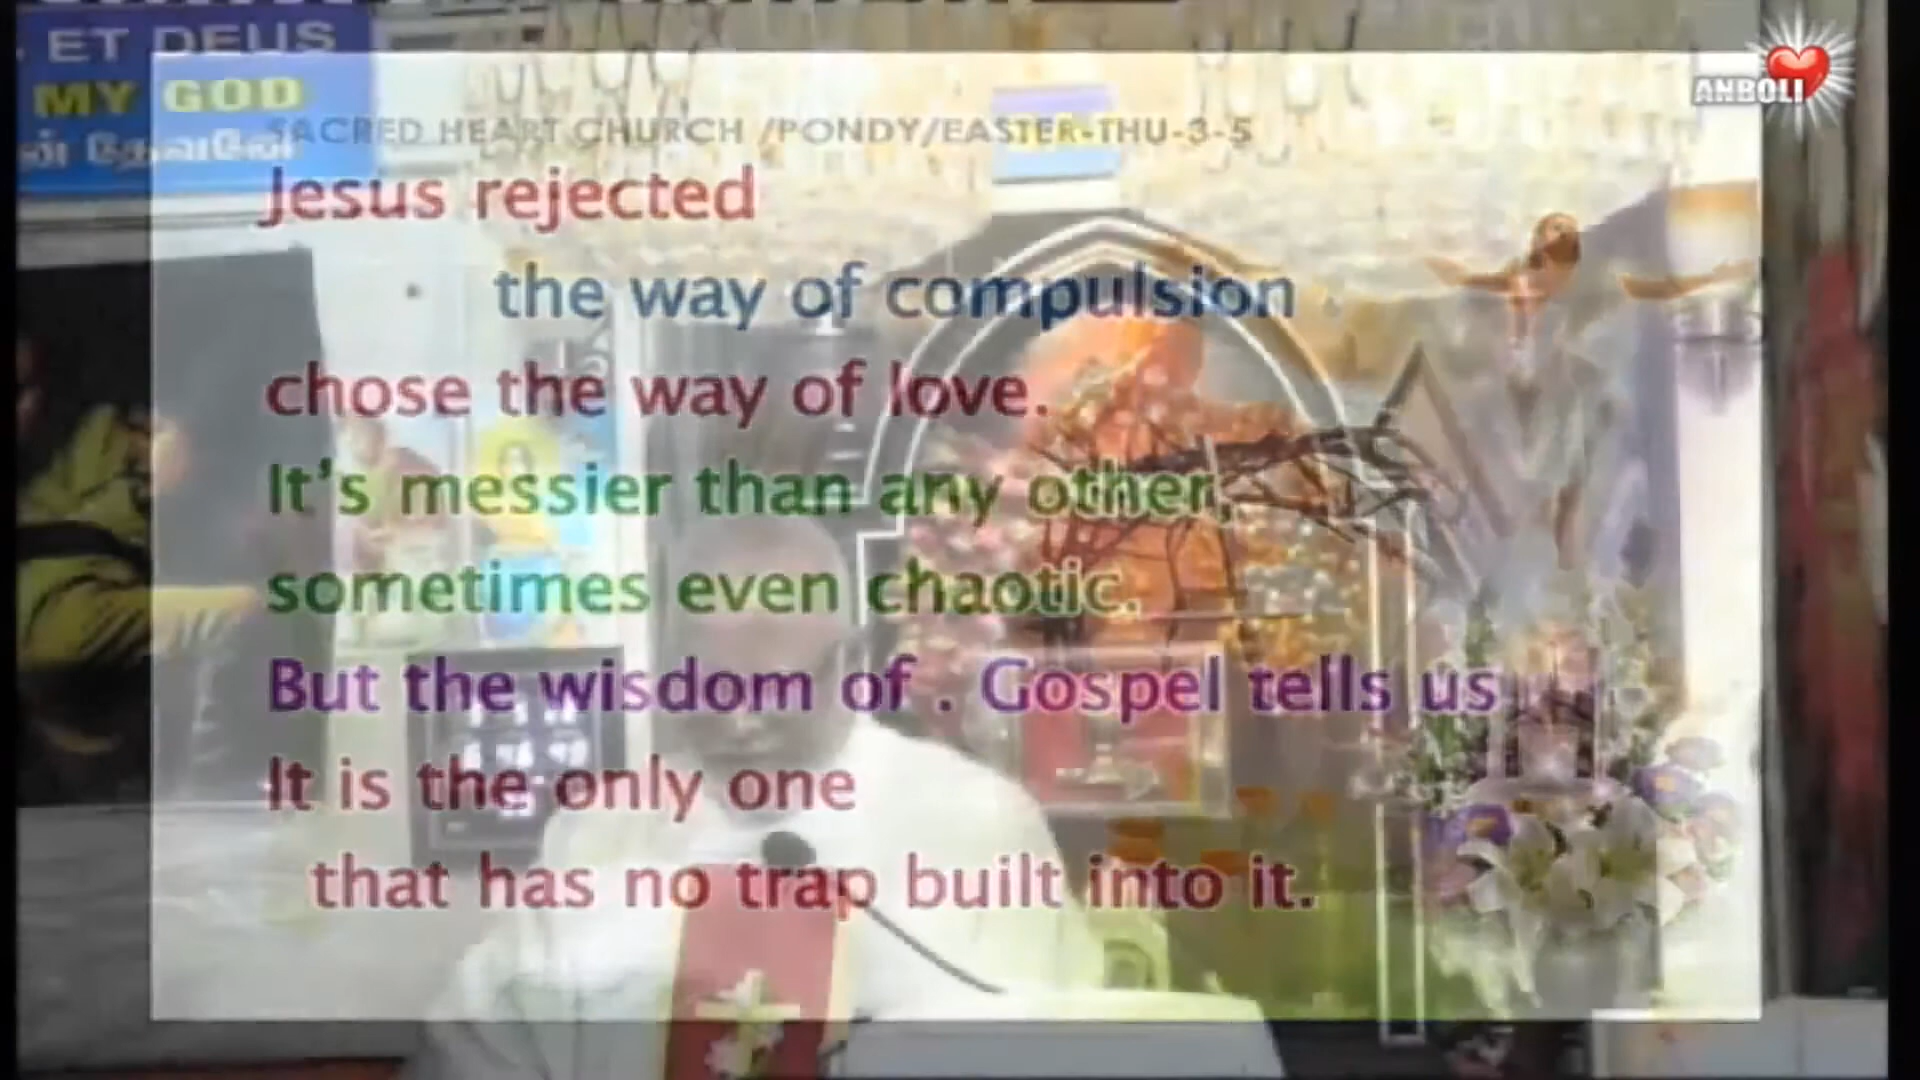 ET DEUS
MY GOD
தேவனே
ANBOLI
SACRED HEART CHURCH /PONDY/EASTER-THU-3-5
Jesus rejected
the way of compulsion
chose the way of love.
It's messier than any other,
sometimes even chaotic.
But the wisdom of . Gospel tells us
It is the only one
that has no trap built into it.